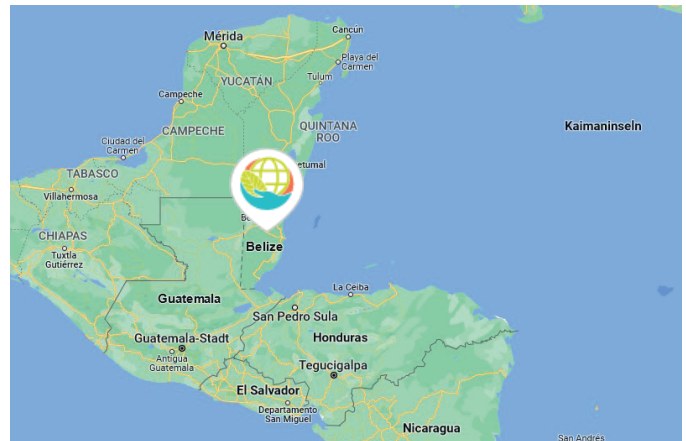 Cancún
Mérida
Playa del
Carmen
Tulum
YUCATÁN
Campeche
QUINTANA
ROO
Kaimaninseln
CAMPECHE
Ciudad del
Carmen
etumal
TABASCO
Villahermosa
Be
CHIAPAS
Belize
Tuxtla
Gutiérrez
La Ceiba
Guatemala
San Pedro Sula
Guatemala-Stadt
Honduras
Antigua
Guatemala
Tegucigalpa
El Salvador
Departamento
San Miguel
Nicaragua
San Andrés